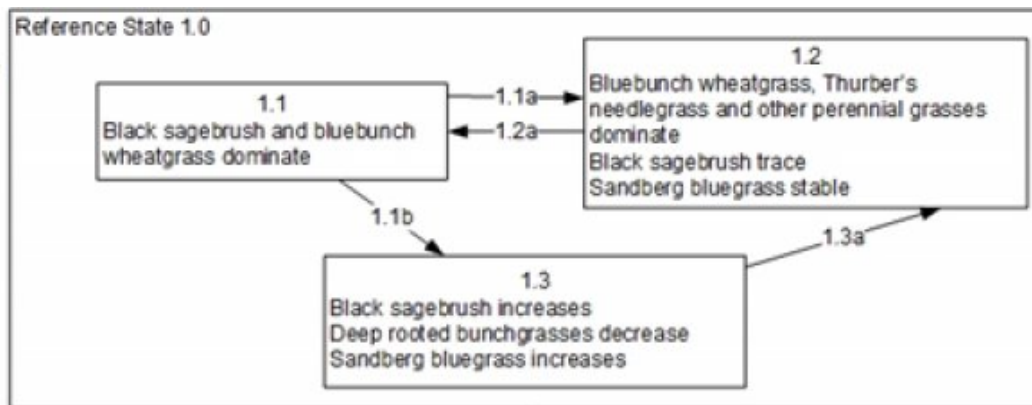 Reference State 1.0
1.1
Black sagebrush and bluebunch
wheatgrass dominate
1.1a
1.2a
1.2
Bluebunch wheatgrass, Thurber's
needlegrass and other perennial grasses
dominate
Black sagebrush trace
Sandberg bluegrass stable
1.1b
1.3a
1.3
Black sagebrush increases
Deep rooted bunchgrasses decrease
Sandberg bluegrass increases